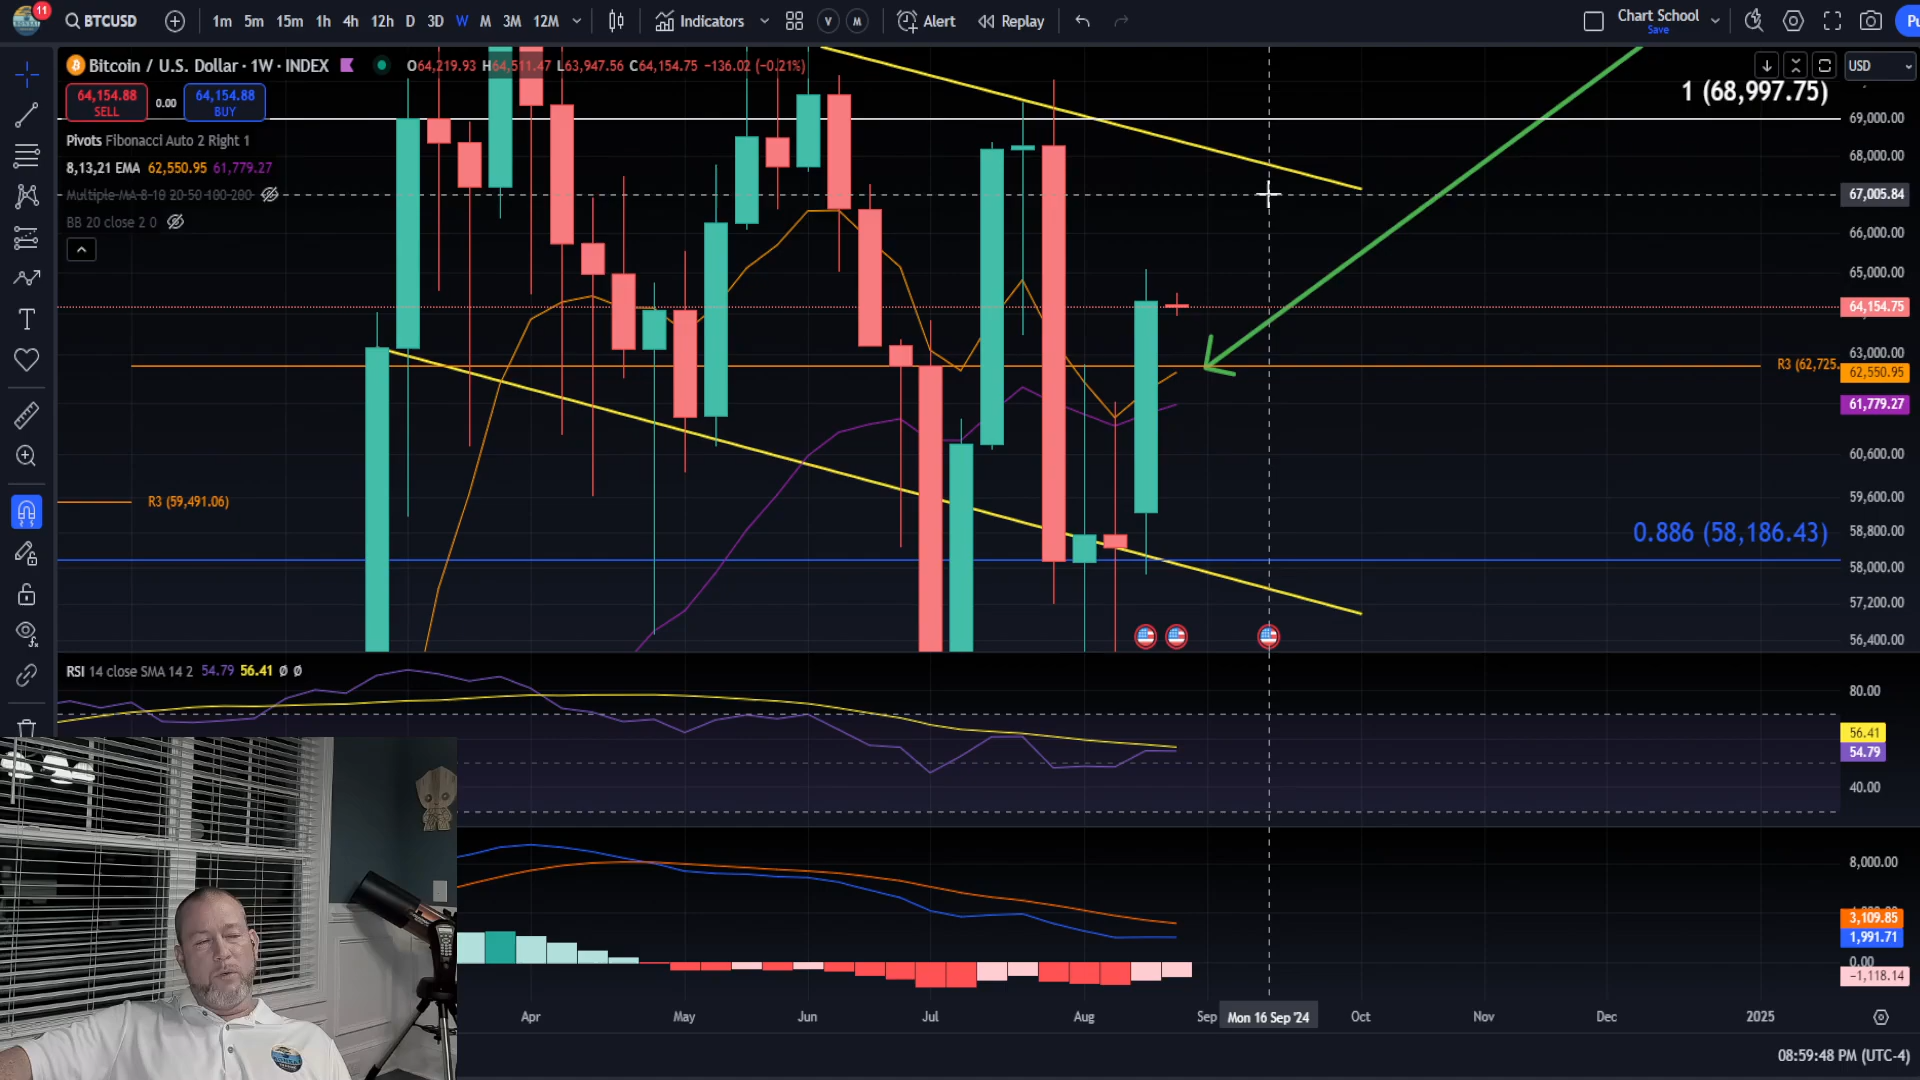 11
BTCUSD
1m 5m 15m 1h 4h 12h D 3D W M 3M 12M
Indicators
V
M
Alert
Replay
Chart School
Save
Bitcoin / U.S. Dollar · 1W · INDEX
O64,219.93 H64,511.47 L63,947.56 C64,154.75 −136.02 (−0.21%)
USD
64,154.88
SELL
0.00
64,154.88
BUY
1 (68,997.75)
Pivots Fibonacci Auto 2 Right 1
8,13,21 EMA 62,550.95 61,779.27
Multiple MA 8 10 20 50 100 200
BB 20 close 2 0
69,000.00
68,000.00
67,005.84
66,000.00
65,000.00
64,154.75
63,000.00
R3 (62,725.
62,550.95
61,779.27
60,600.00
59,600.00
R3 (59,491.06)
58,800.00
0.886 (58,186.43)
58,000.00
57,200.00
56,400.00
RSI 14 close SMA 14 2 54.79 56.41 Ø Ø
80.00
56.41
54.79
40.00
8,000.00
3,109.85
1,991.71
0.00
−1,118.14
Apr May Jun Jul Aug Sep Mon 16 Sep '24 Oct Nov Dec 2025
08:59:48 PM (UTC-4)